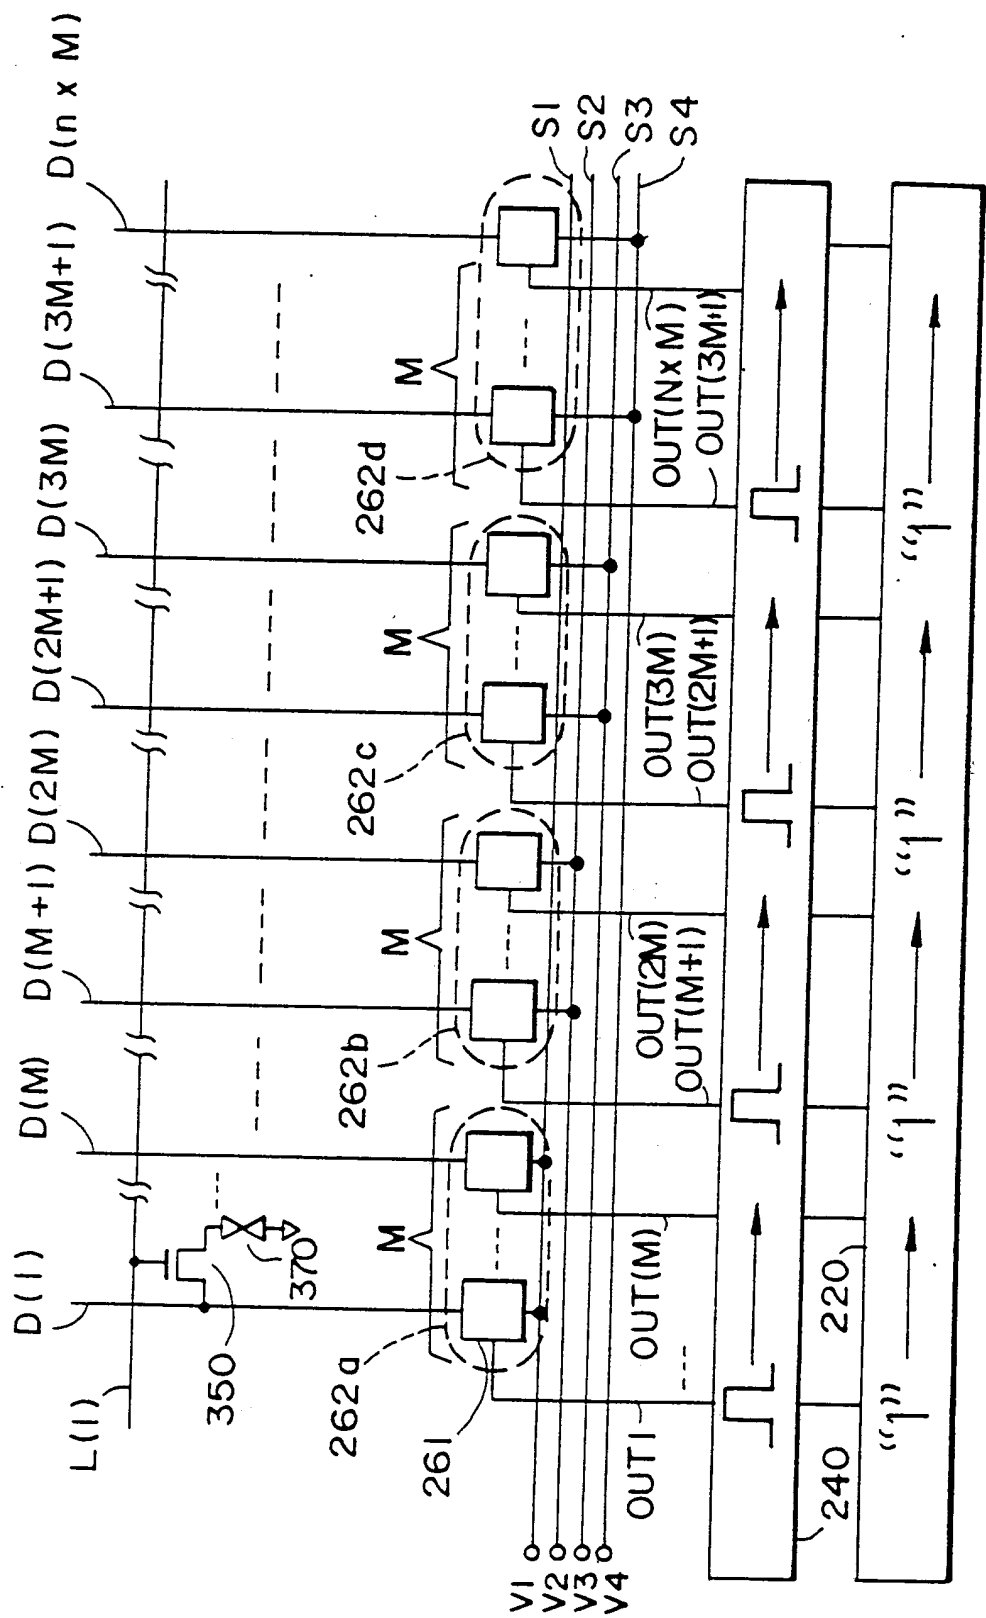 D(1)
D(M)
D(M+1)
D(2M)
D(2M+1)
D(3M)
D(3M+1)
D(n x M)
L(1)
350
370
M
M
M
M
262a
262b
262c
262d
261
S1
S2
S3
S4
V1
V2
V3
V4
OUT1
OUT(M)
OUT(2M)
OUT(M+1)
OUT(3M)
OUT(2M+1)
OUT(N x M)
OUT(3M+1)
240
220
"1"
"1"
"1"
"1"